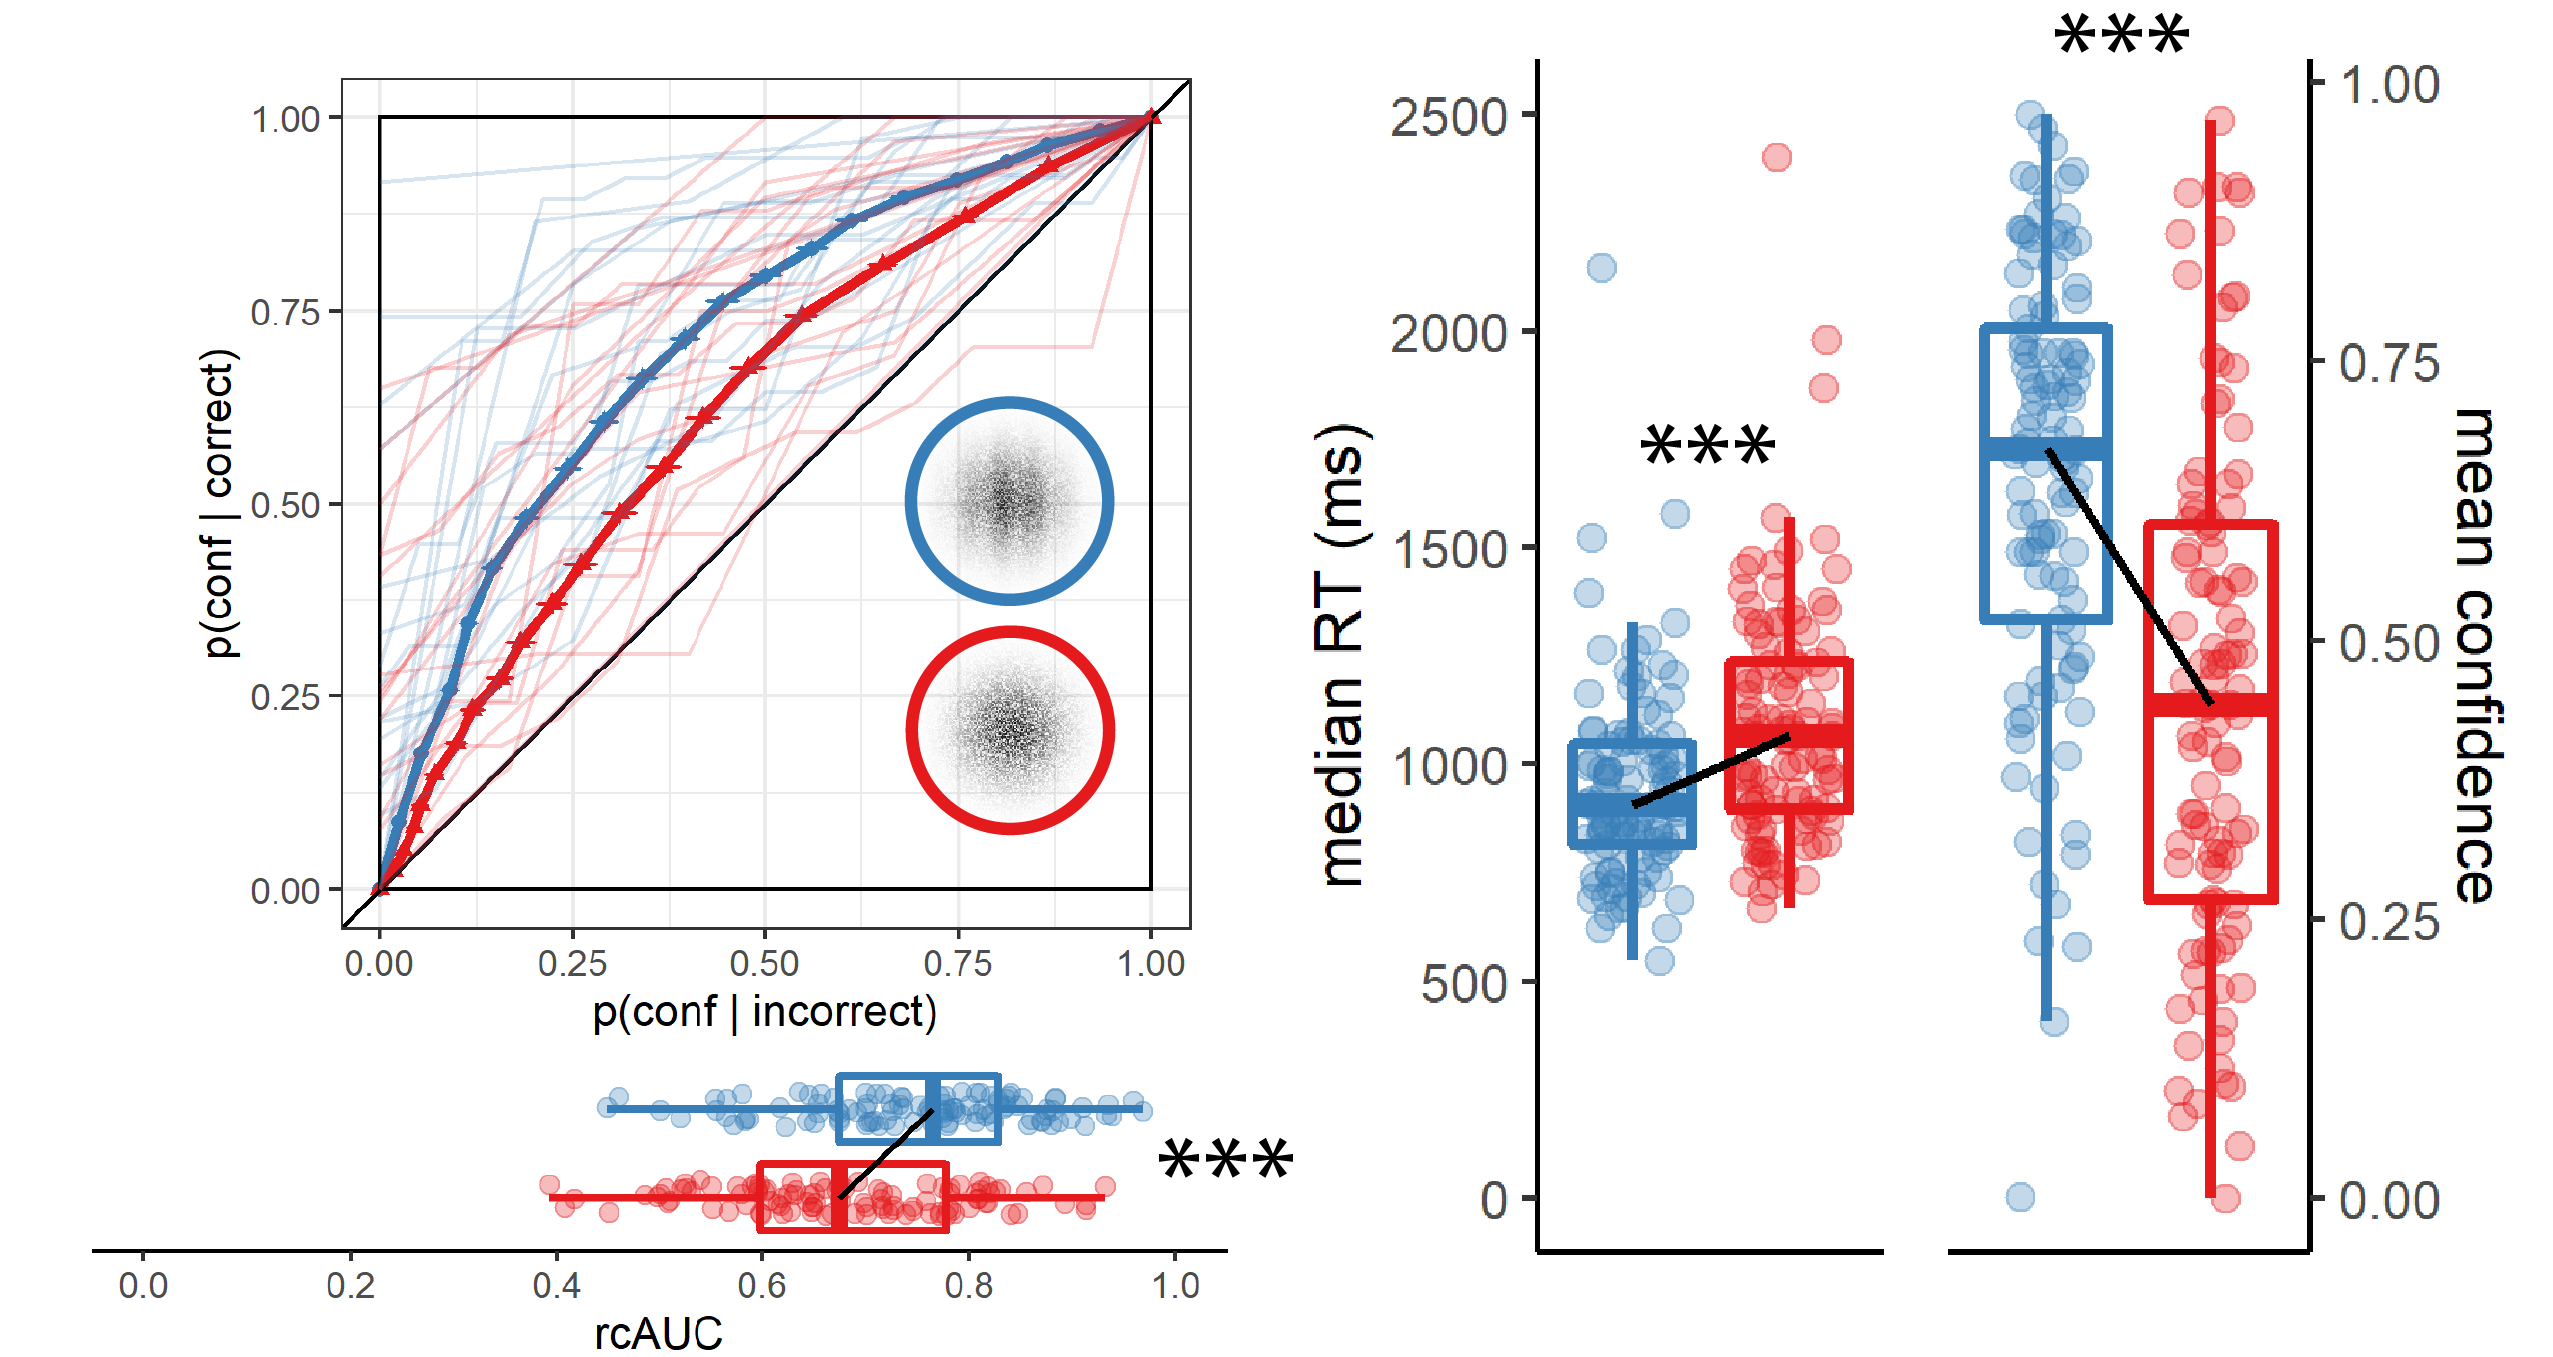 1.00
0.75
0.50
0.25
0.00
p(conf | correct)
0.00 0.25 0.50 0.75 1.00
p(conf | incorrect)
***
0.0 0.2 0.4 0.6 0.8 1.0
rcAUC
2500
2000
1500
1000
500
0
median RT (ms)
***
***
1.00
0.75
0.50
0.25
0.00
mean confidence